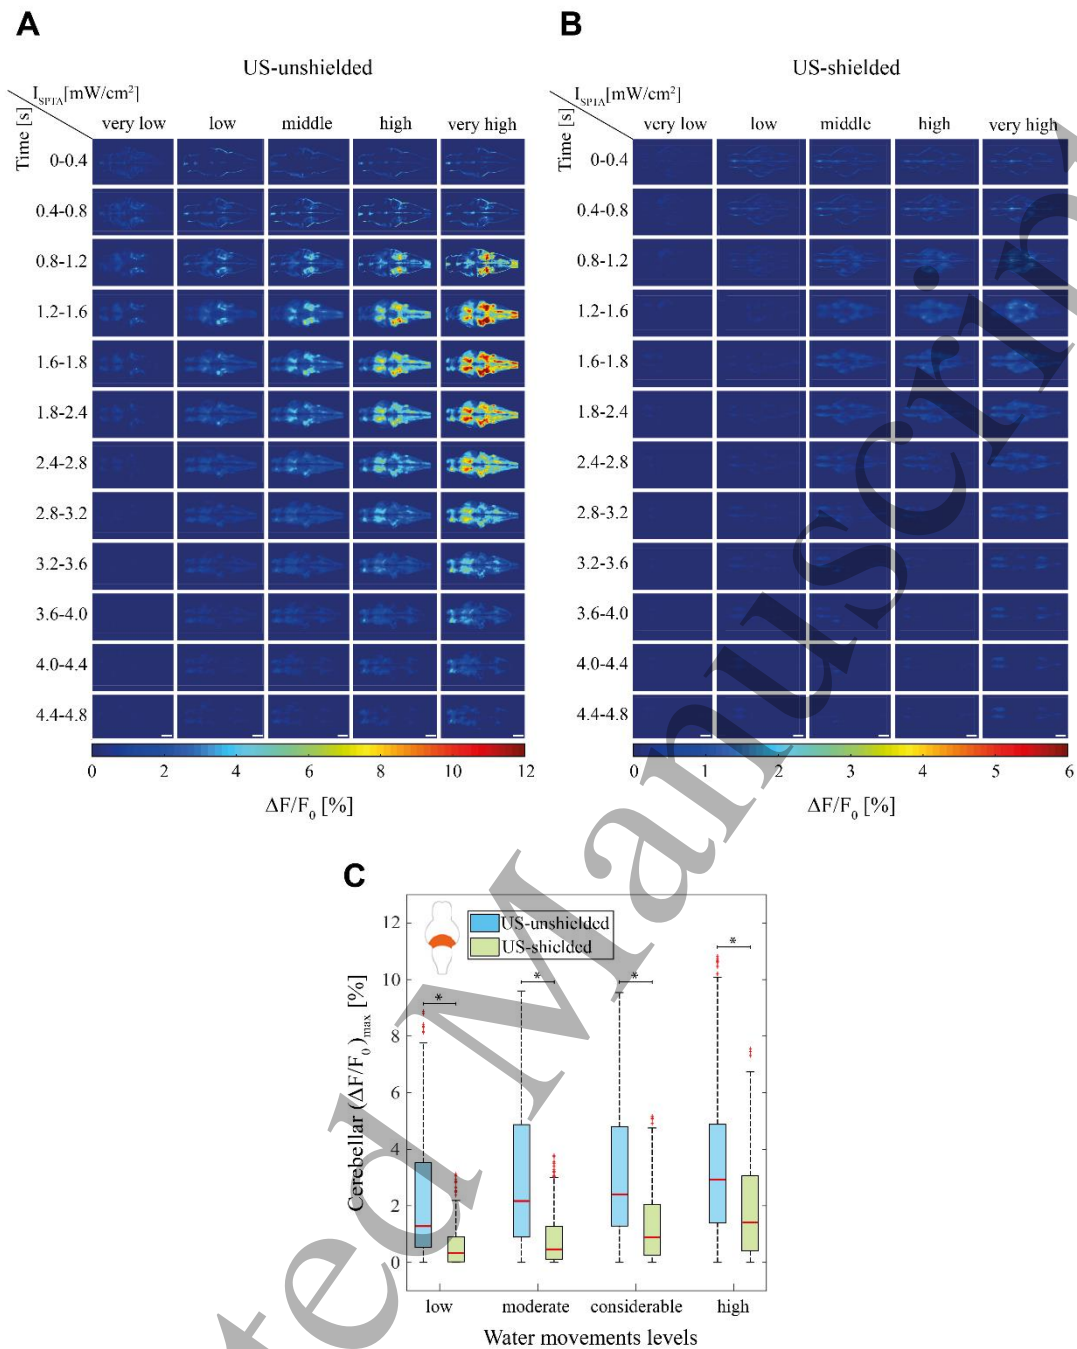 A
US-unshielded
I_SPTA[mW/cm²]
Time [s]
very low low middle high very high
0-0.4
0.4-0.8
0.8-1.2
1.2-1.6
1.6-1.8
1.8-2.4
2.4-2.8
2.8-3.2
3.2-3.6
3.6-4.0
4.0-4.4
4.4-4.8
0 2 4 6 8 10 12
ΔF/F₀ [%]
B
US-shielded
I_SPTA[mW/cm²]
Time [s]
very low low middle high very high
0-0.4
0.4-0.8
0.8-1.2
1.2-1.6
1.6-1.8
1.8-2.4
2.4-2.8
2.8-3.2
3.2-3.6
3.6-4.0
4.0-4.4
4.4-4.8
0 1 2 3 4 5 6
ΔF/F₀ [%]
C
US-unshielded
US-shielded
* * * *
Cerebellar (ΔF/F₀)max [%]
12
10
8
6
4
2
0
low moderate considerable high
Water movements levels
ted Manuscrip